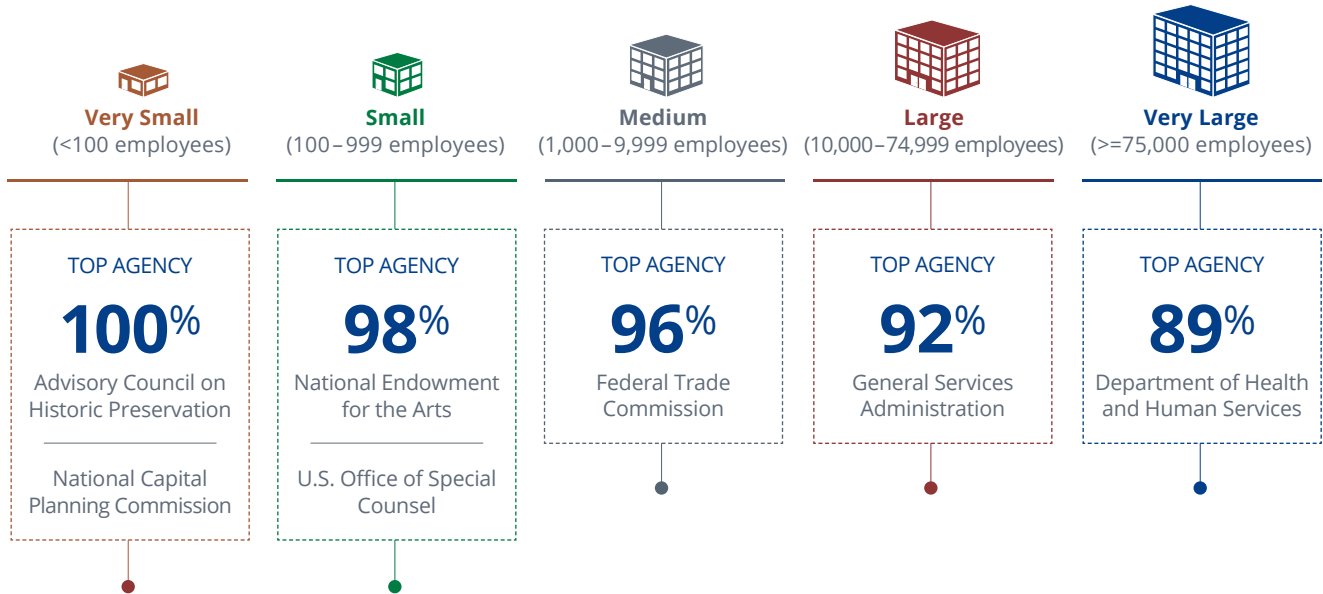 Very Small
(<100 employees)
Small
(100–999 employees)
Medium
(1,000–9,999 employees)
Large
(10,000–74,999 employees)
Very Large
(>=75,000 employees)
TOP AGENCY
100%
Advisory Council on
Historic Preservation
National Capital
Planning Commission
TOP AGENCY
98%
National Endowment
for the Arts
U.S. Office of Special
Counsel
TOP AGENCY
96%
Federal Trade
Commission
TOP AGENCY
92%
General Services
Administration
TOP AGENCY
89%
Department of Health
and Human Services